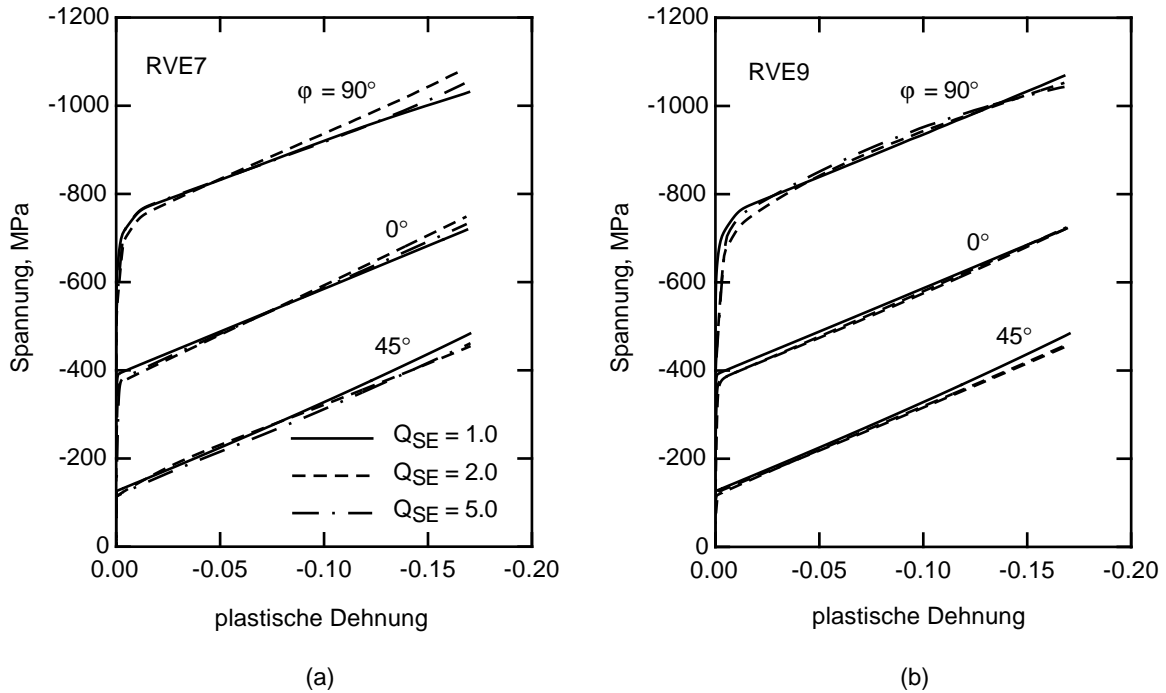 -1200
-1000
-800
-600
-400
-200
0
Spannung, MPa
RVE7
φ = 90°
0°
45°
Q_SE = 1.0
Q_SE = 2.0
Q_SE = 5.0
0.00 -0.05 -0.10 -0.15 -0.20
plastische Dehnung
(a)
-1200
-1000
-800
-600
-400
-200
0
Spannung, MPa
RVE9
φ = 90°
0°
45°
0.00 -0.05 -0.10 -0.15 -0.20
plastische Dehnung
(b)